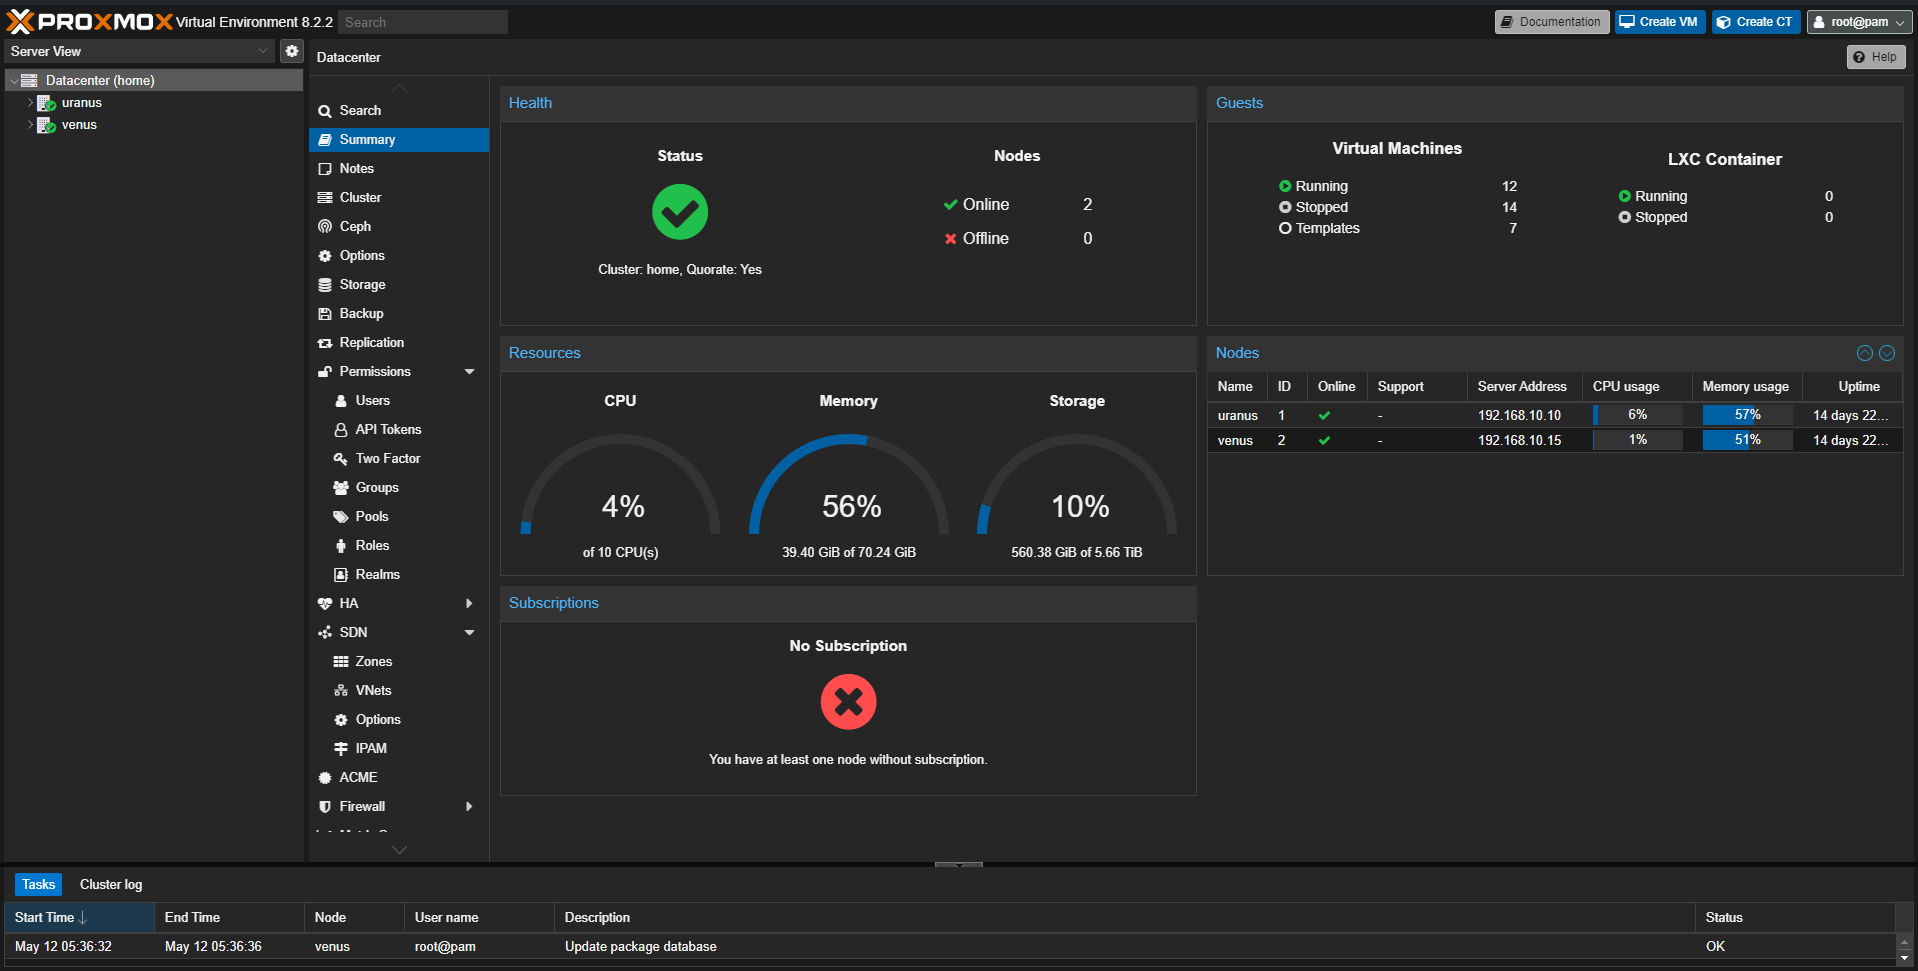 PROXMOX Virtual Environment 8.2.2 Search Documentation Create VM Create CT root@pam
Server View
Datacenter (home)
uranus
venus
Datacenter Help
Search
Summary
Notes
Cluster
Ceph
Options
Storage
Backup
Replication
Permissions
Users
API Tokens
Two Factor
Groups
Pools
Roles
Realms
HA
SDN
Zones
VNets
Options
IPAM
ACME
Firewall
Health
Status Nodes
Online 2
Offline 0
Cluster: home, Quorate: Yes
Guests
Virtual Machines
Running 12
Stopped 14
Templates 7
LXC Container
Running 0
Stopped 0
Resources
CPU Memory Storage
4% 56% 10%
of 10 CPU(s) 39.40 GiB of 70.24 GiB 560.38 GiB of 5.66 TiB
Nodes
Name ID Online Support Server Address CPU usage Memory usage Uptime
uranus 1 - 192.168.10.10 6% 57% 14 days 22...
venus 2 - 192.168.10.15 1% 51% 14 days 22...
Subscriptions
No Subscription
You have at least one node without subscription.
Tasks Cluster log
Start Time End Time Node User name Description Status
May 12 05:36:32 May 12 05:36:36 venus root@pam Update package database OK